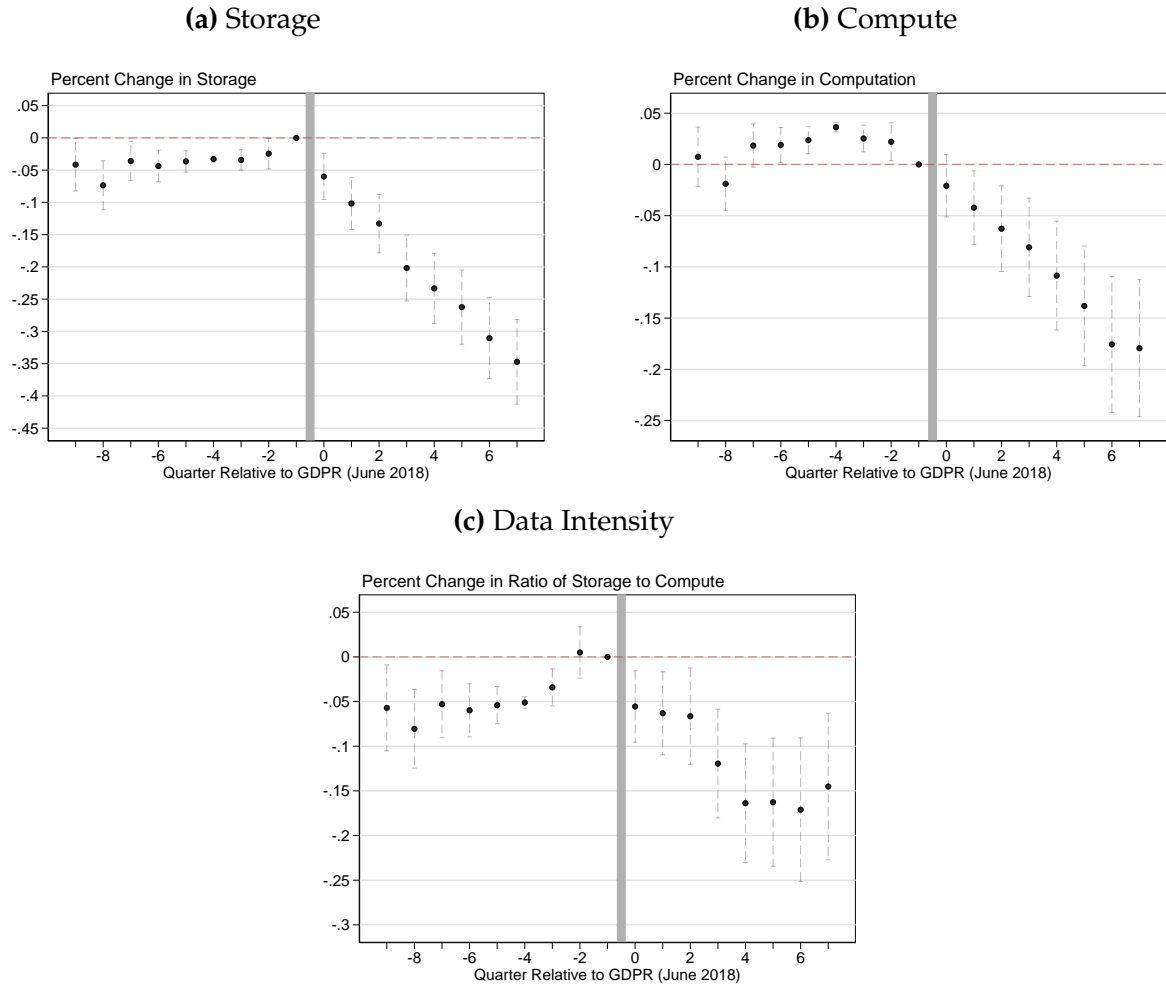 (a) Storage
Percent Change in Storage
.05
0
-.05
-.1
-.15
-.2
-.25
-.3
-.35
-.4
-.45
-8 -6 -4 -2 0 2 4 6
Quarter Relative to GDPR (June 2018)
(b) Compute
Percent Change in Computation
.05
0
-.05
-.1
-.15
-.2
-.25
-8 -6 -4 -2 0 2 4 6
Quarter Relative to GDPR (June 2018)
(c) Data Intensity
Percent Change in Ratio of Storage to Compute
.05
0
-.05
-.1
-.15
-.2
-.25
-.3
-8 -6 -4 -2 0 2 4 6
Quarter Relative to GDPR (June 2018)